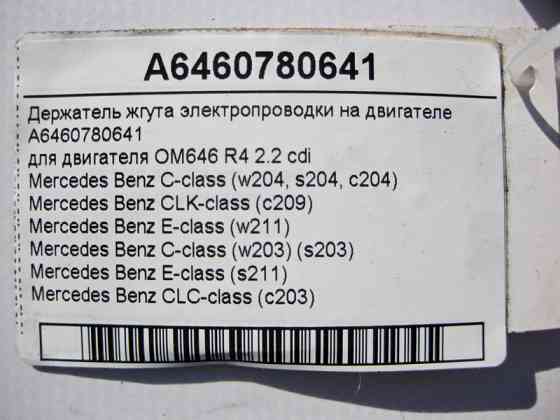 A6460780641
Держатель жгута электропроводки на двигателе
A6460780641
для двигателя OM646 R4 2.2 cdi
Mercedes Benz C-class (w204, s204, c204)
Mercedes Benz CLK-class (c209)
Mercedes Benz E-class (w211)
Mercedes Benz C-class (w203) (s203)
Mercedes Benz E-class (s211)
Mercedes Benz CLC-class (c203)